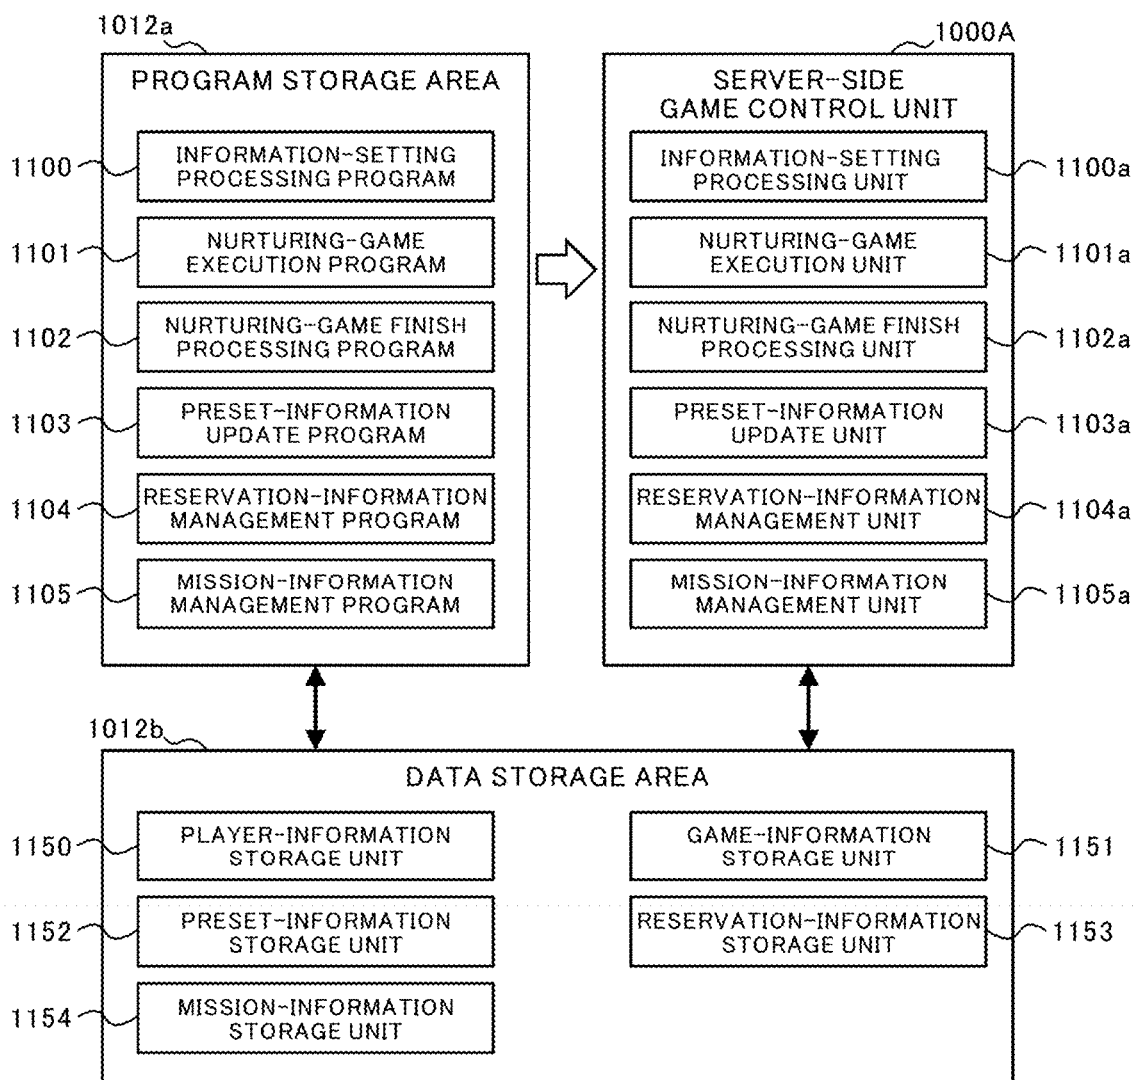 1012a
1000A
PROGRAM STORAGE AREA
1100
INFORMATION-SETTING
PROCESSING PROGRAM
1101
NURTURING-GAME
EXECUTION PROGRAM
1102
NURTURING-GAME FINISH
PROCESSING PROGRAM
1103
PRESET-INFORMATION
UPDATE PROGRAM
1104
RESERVATION-INFORMATION
MANAGEMENT PROGRAM
1105
MISSION-INFORMATION
MANAGEMENT PROGRAM
SERVER-SIDE
GAME CONTROL UNIT
INFORMATION-SETTING
PROCESSING UNIT
1100a
NURTURING-GAME
EXECUTION UNIT
1101a
NURTURING-GAME FINISH
PROCESSING UNIT
1102a
PRESET-INFORMATION
UPDATE UNIT
1103a
RESERVATION-INFORMATION
MANAGEMENT UNIT
1104a
MISSION-INFORMATION
MANAGEMENT UNIT
1105a
1012b
DATA STORAGE AREA
1150
PLAYER-INFORMATION
STORAGE UNIT
GAME-INFORMATION
STORAGE UNIT
1151
1152
PRESET-INFORMATION
STORAGE UNIT
RESERVATION-INFORMATION
STORAGE UNIT
1153
1154
MISSION-INFORMATION
STORAGE UNIT